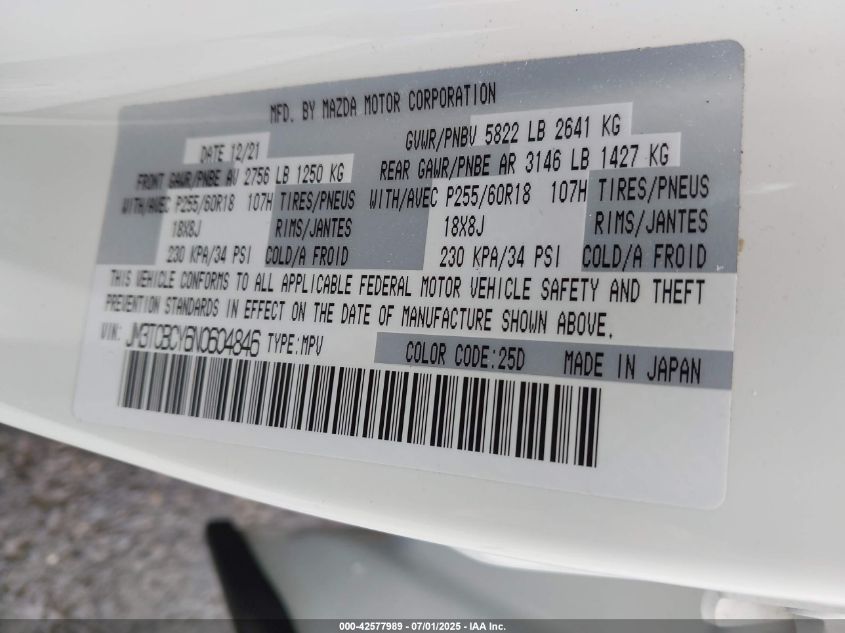 MFD. BY MAZDA MOTOR CORPORATION
DATE 12/21
GVWR/PNBV 5822 LB 2641 KG
FRONT GAWR/PNBE AV 2756 LB 1250 KG
REAR GAWR/PNBE AR 3146 LB 1427 KG
WITH/AVEC P255/60R18 107H TIRES/PNEUS WITH/AVEC P255/60R18 107H TIRES/PNEUS
18X8J RIMS/JANTES 18X8J RIMS/JANTES
230 KPA/34 PSI COLD/A FROID 230 KPA/34 PSI COLD/A FROID
THIS VEHICLE CONFORMS TO ALL APPLICABLE FEDERAL MOTOR VEHICLE SAFETY AND THEFT
PREVENTION STANDARDS IN EFFECT ON THE DATE OF MANUFACTURE SHOWN ABOVE.
VIN: JM3TCBCY6N0604846 TYPE:MPV COLOR CODE:25D MADE IN JAPAN
000-42577989 - 07/01/2025 - IAA Inc.